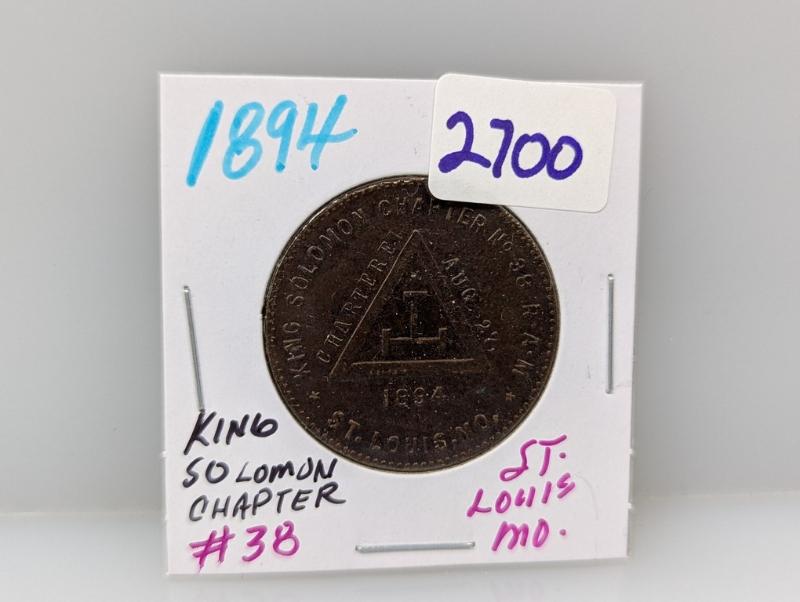 1894
2700
KING SOLOMON CHAPTER No. 38 R.A.M.
CHARTERED AUG. 24,
1894
* ST. LOUIS, MO. *
KING
SOLOMON
CHAPTER
#38
ST.
LOUIS
MO.